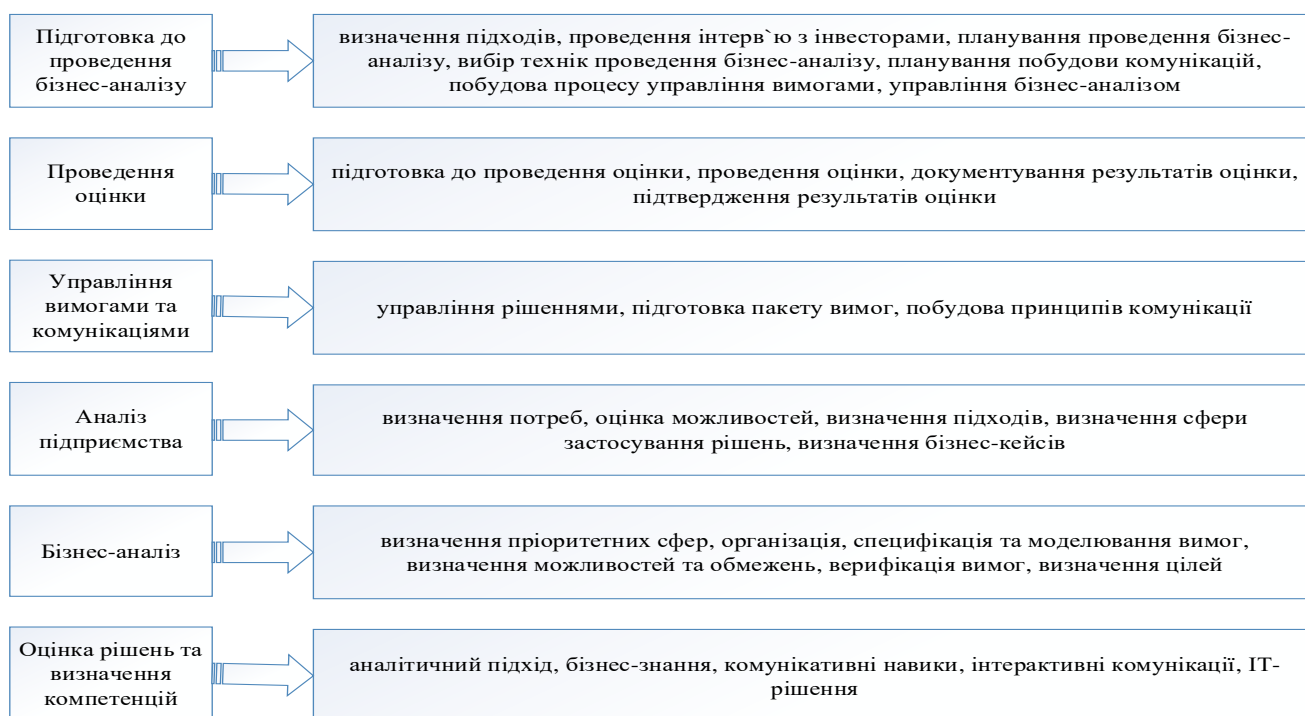 Підготовка до
проведення
бізнес-аналізу
визначення підходів, проведення інтерв`ю з інвесторами, планування проведення бізнес-
аналізу, вибір технік проведення бізнес-аналізу, планування побудови комунікацій,
побудова процесу управління вимогами, управління бізнес-аналізом
Проведення
оцінки
підготовка до проведення оцінки, проведення оцінки, документування результатів оцінки,
підтвердження результатів оцінки
Управління
вимогами та
комунікаціями
управління рішеннями, підготовка пакету вимог, побудова принципів комунікації
Аналіз
підприємства
визначення потреб, оцінка можливостей, визначення підходів, визначення сфери
застосування рішень, визначення бізнес-кейсів
Бізнес-аналіз
визначення пріоритетних сфер, організація, специфікація та моделювання вимог,
визначення можливостей та обмежень, верифікація вимог, визначення цілей
Оцінка рішень та
визначення
компетенцій
аналітичний підхід, бізнес-знання, комунікативні навики, інтерактивні комунікації, ІТ-
рішення